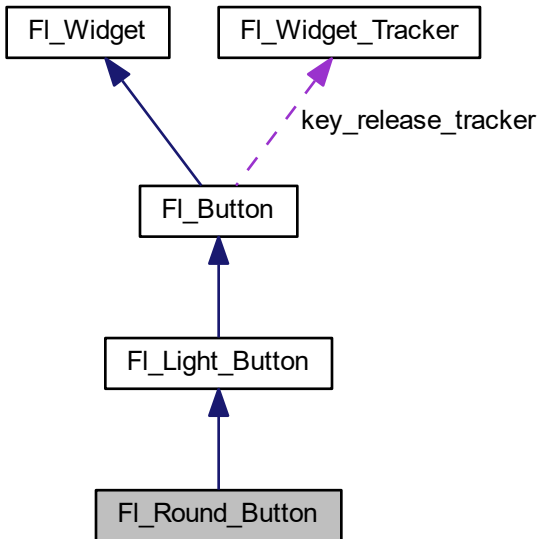 Fl_Widget
Fl_Widget_Tracker
key_release_tracker
Fl_Button
Fl_Light_Button
Fl_Round_Button